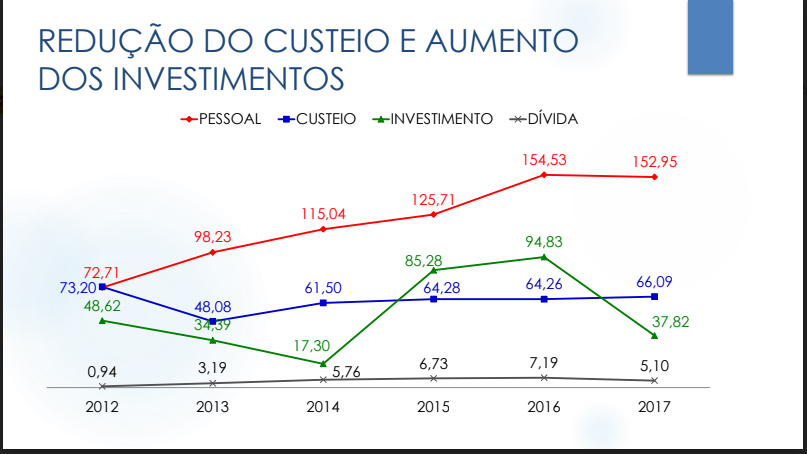 REDUÇÃO DO CUSTEIO E AUMENTO
DOS INVESTIMENTOS
PESSOAL CUSTEIO INVESTIMENTO DÍVIDA
154,53 152,95
125,71
115,04
98,23
94,83
85,28
72,71
73,20 61,50 64,28 64,26 66,09
48,62 48,08
34,39 37,82
17,30
0,94 3,19 5,76 6,73 7,19 5,10
2012 2013 2014 2015 2016 2017